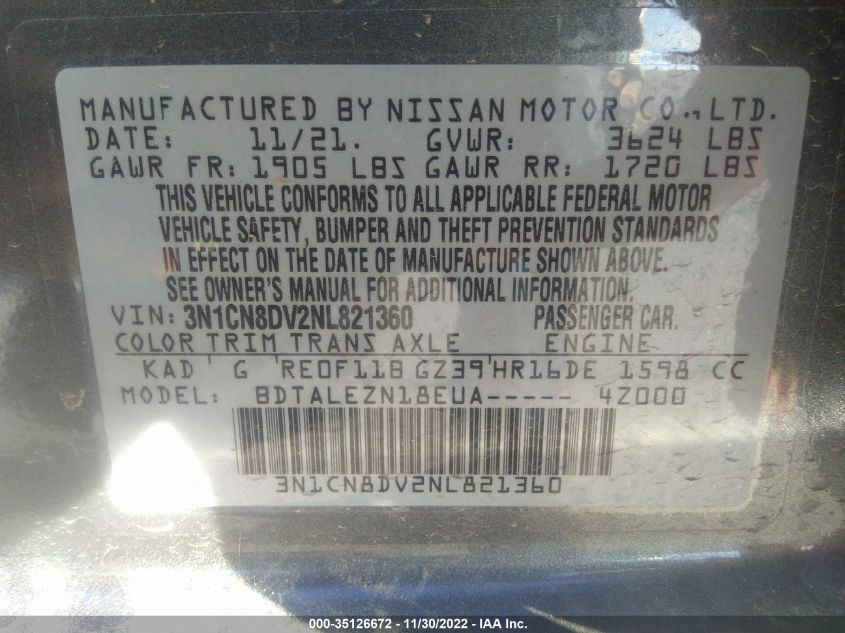 MANUFACTURED BY NISSAN MOTOR CO., LTD.
DATE: 11/21. GVWR: 3624 LBS
GAWR FR: 1905 LBS GAWR RR: 1720 LBS
THIS VEHICLE CONFORMS TO ALL APPLICABLE FEDERAL MOTOR
VEHICLE SAFETY, BUMPER AND THEFT PREVENTION STANDARDS
IN EFFECT ON THE DATE OF MANUFACTURE SHOWN ABOVE.
SEE OWNER'S MANUAL FOR ADDITIONAL INFORMATION.
VIN: 3N1CN8DV2NL821360 PASSENGER CAR.
COLOR TRIM TRANS AXLE ENGINE
KAD G RE0F11B GZ39 HR16DE 1598 CC
MODEL: BDTALEZN18EUA----- 4Z000
3N1CN8DV2NL821360
000-35126672 - 11/30/2022 - IAA Inc.